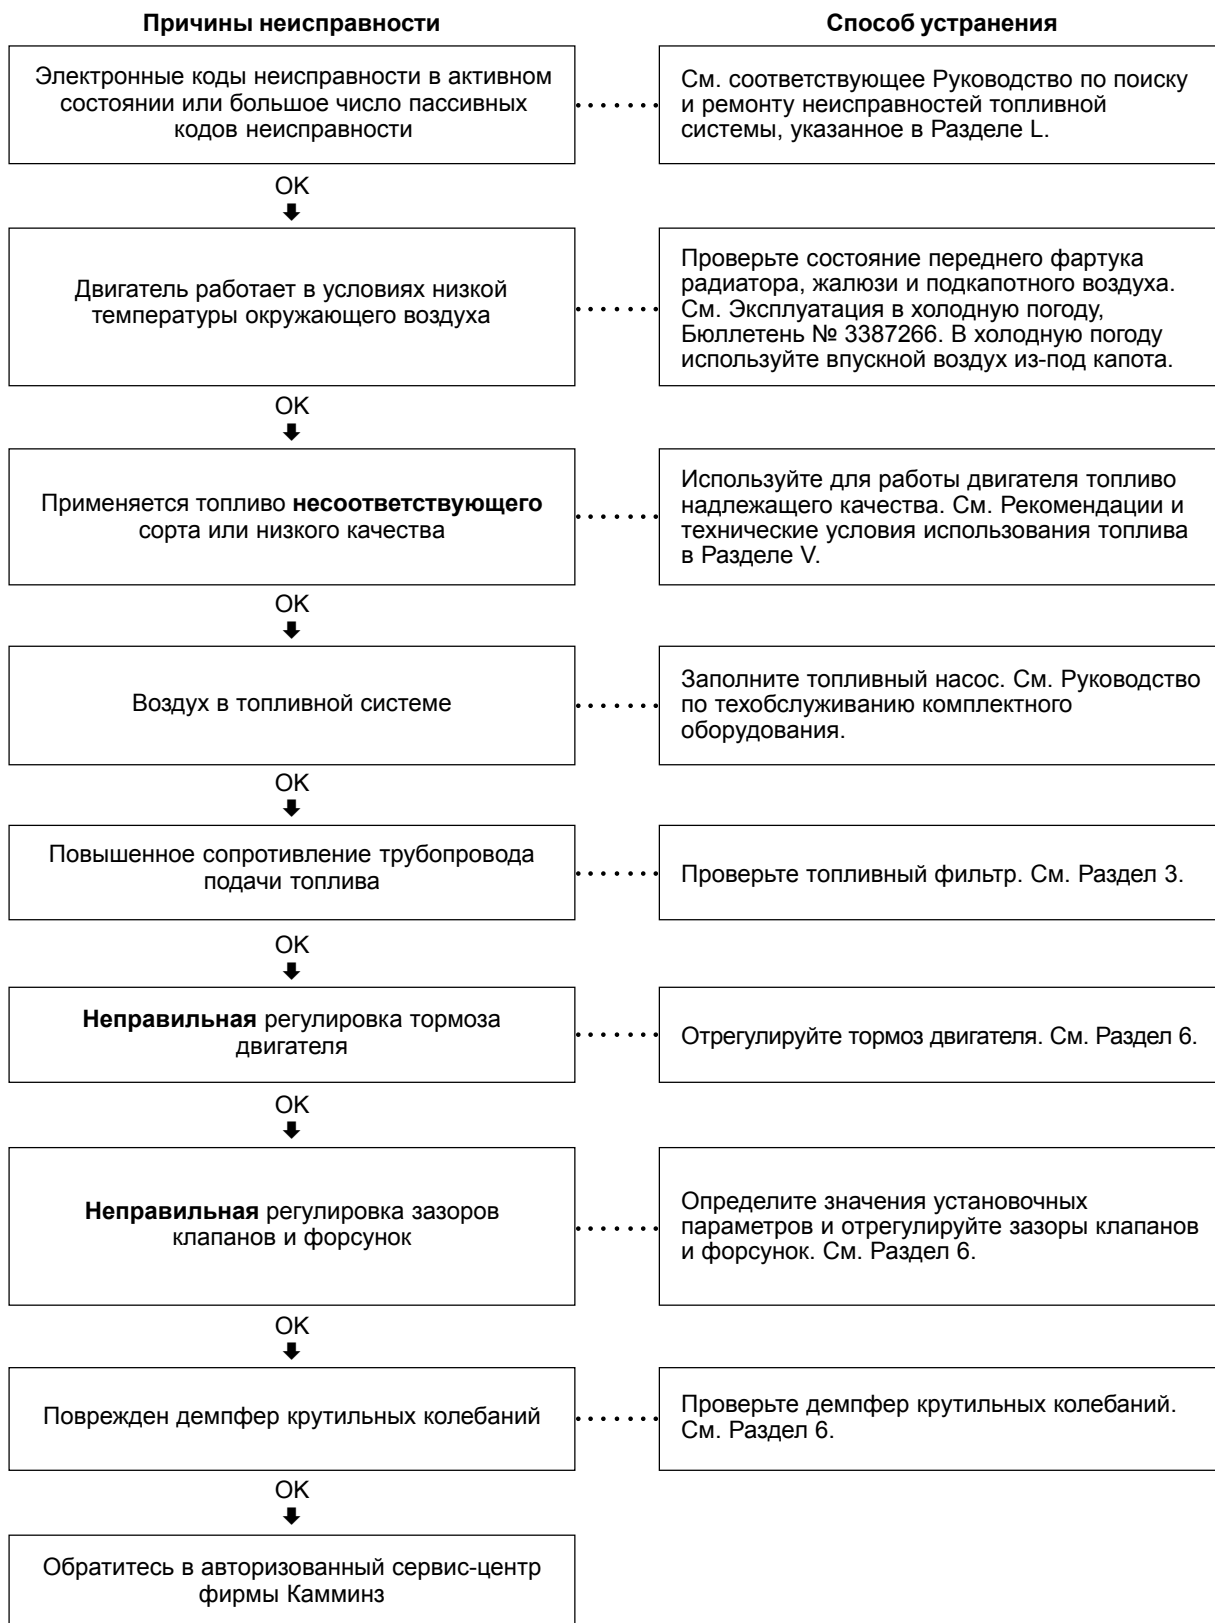 Причины неисправности
Способ устранения
Электронные коды неисправности в активном
состоянии или большое число пассивных
кодов неисправности
См. соответствующее Руководство по поиску
и ремонту неисправностей топливной
системы, указанное в Разделе L.
OK
Двигатель работает в условиях низкой
температуры окружающего воздуха
Проверьте состояние переднего фартука
радиатора, жалюзи и подкапотного воздуха.
См. Эксплуатация в холодную погоду,
Бюллетень № 3387266. В холодную погоду
используйте впускной воздух из-под капота.
OK
Применяется топливо несоответствующего
сорта или низкого качества
Используйте для работы двигателя топливо
надлежащего качества. См. Рекомендации и
технические условия использования топлива
в Разделе V.
OK
Воздух в топливной системе
Заполните топливный насос. См. Руководство
по техобслуживанию комплектного
оборудования.
OK
Повышенное сопротивление трубопровода
подачи топлива
Проверьте топливный фильтр. См. Раздел 3.
OK
Неправильная регулировка тормоза
двигателя
Отрегулируйте тормоз двигателя. См. Раздел 6.
OK
Неправильная регулировка зазоров
клапанов и форсунок
Определите значения установочных
параметров и отрегулируйте зазоры клапанов
и форсунок. См. Раздел 6.
OK
Поврежден демпфер крутильных колебаний
Проверьте демпфер крутильных колебаний.
См. Раздел 6.
OK
Обратитесь в авторизованный сервис-центр
фирмы Камминз